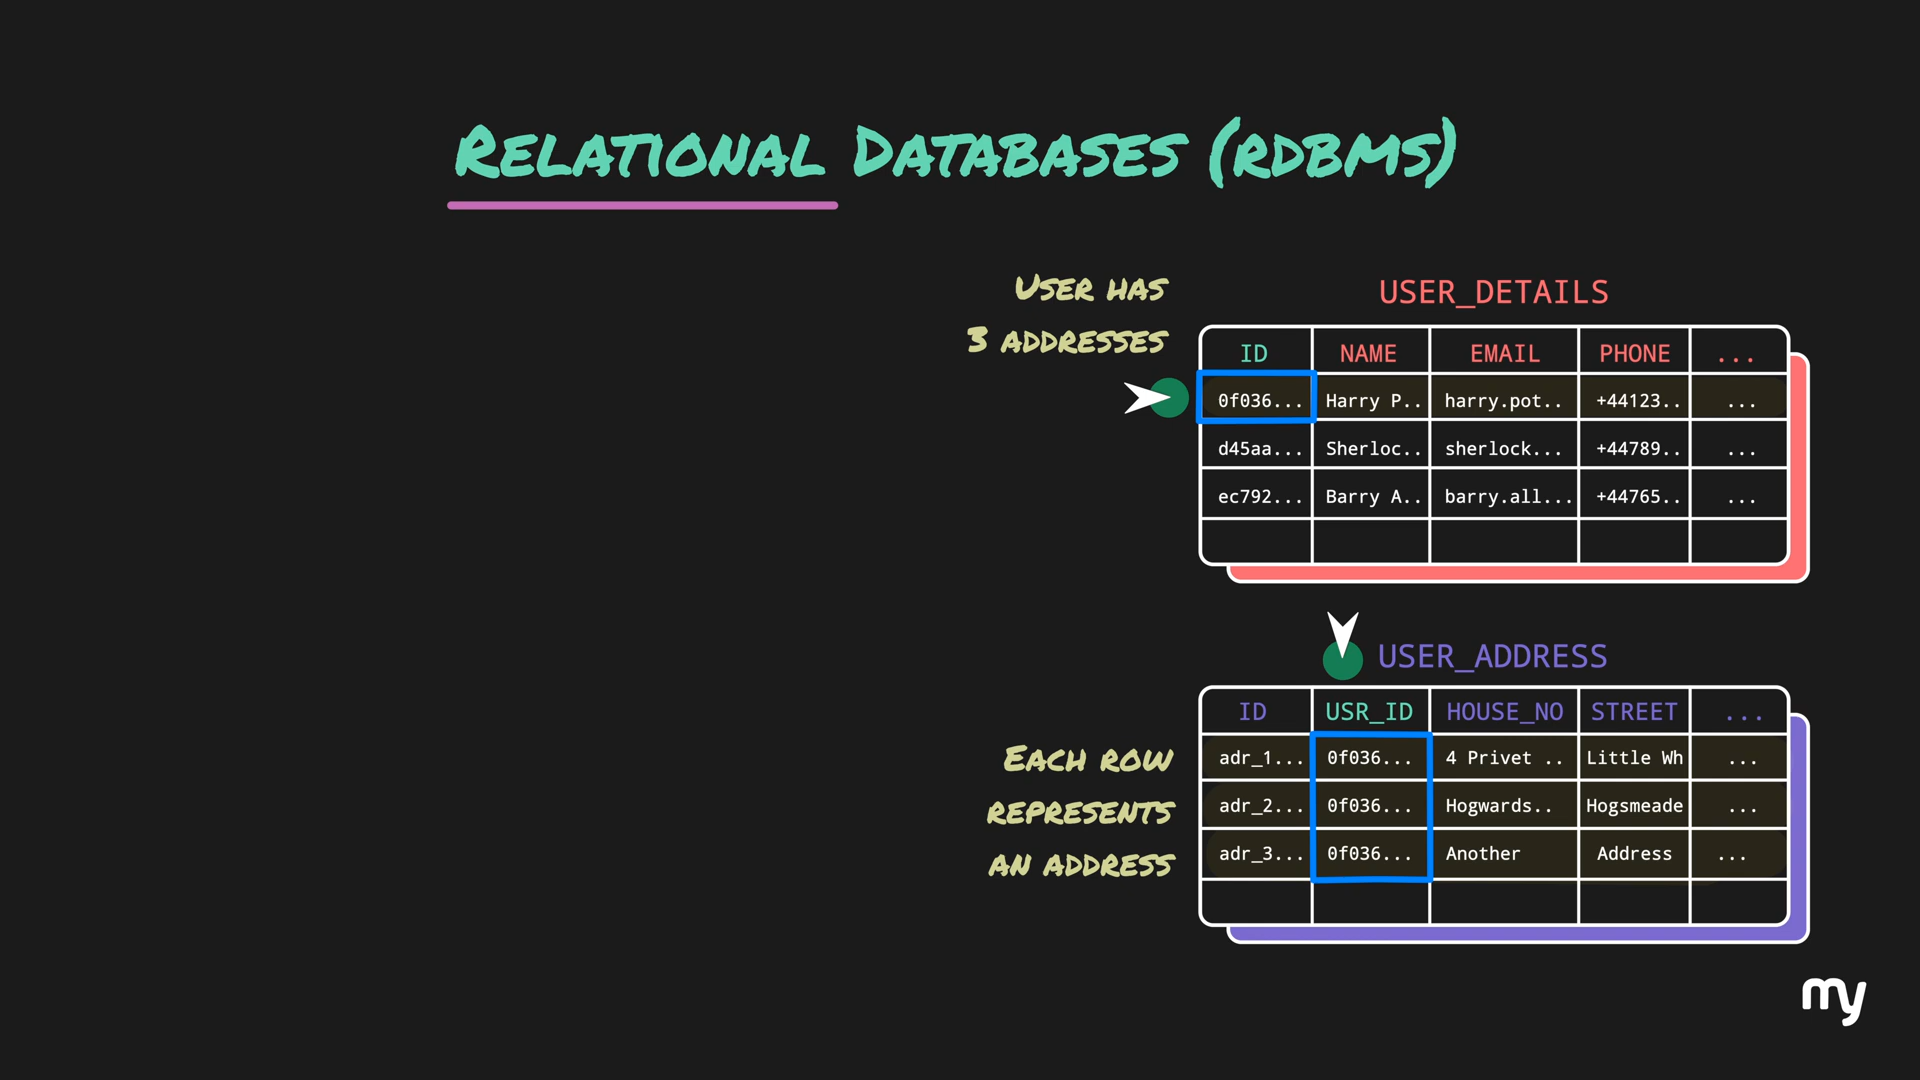 RELATIONAL DATABASES (RDBMS)
USER HAS
3 ADDRESSES
USER_DETAILS
ID NAME EMAIL PHONE ...
0f036... Harry P.. harry.pot.. +44123.. ...
d45aa... Sherloc.. sherlock... +44789.. ...
ec792... Barry A.. barry.all... +44765.. ...
USER_ADDRESS
EACH ROW
REPRESENTS
AN ADDRESS
ID USR_ID HOUSE_NO STREET ...
adr_1... 0f036... 4 Privet .. Little Wh ...
adr_2... 0f036... Hogwards.. Hogsmeade ...
adr_3... 0f036... Another Address ...
my